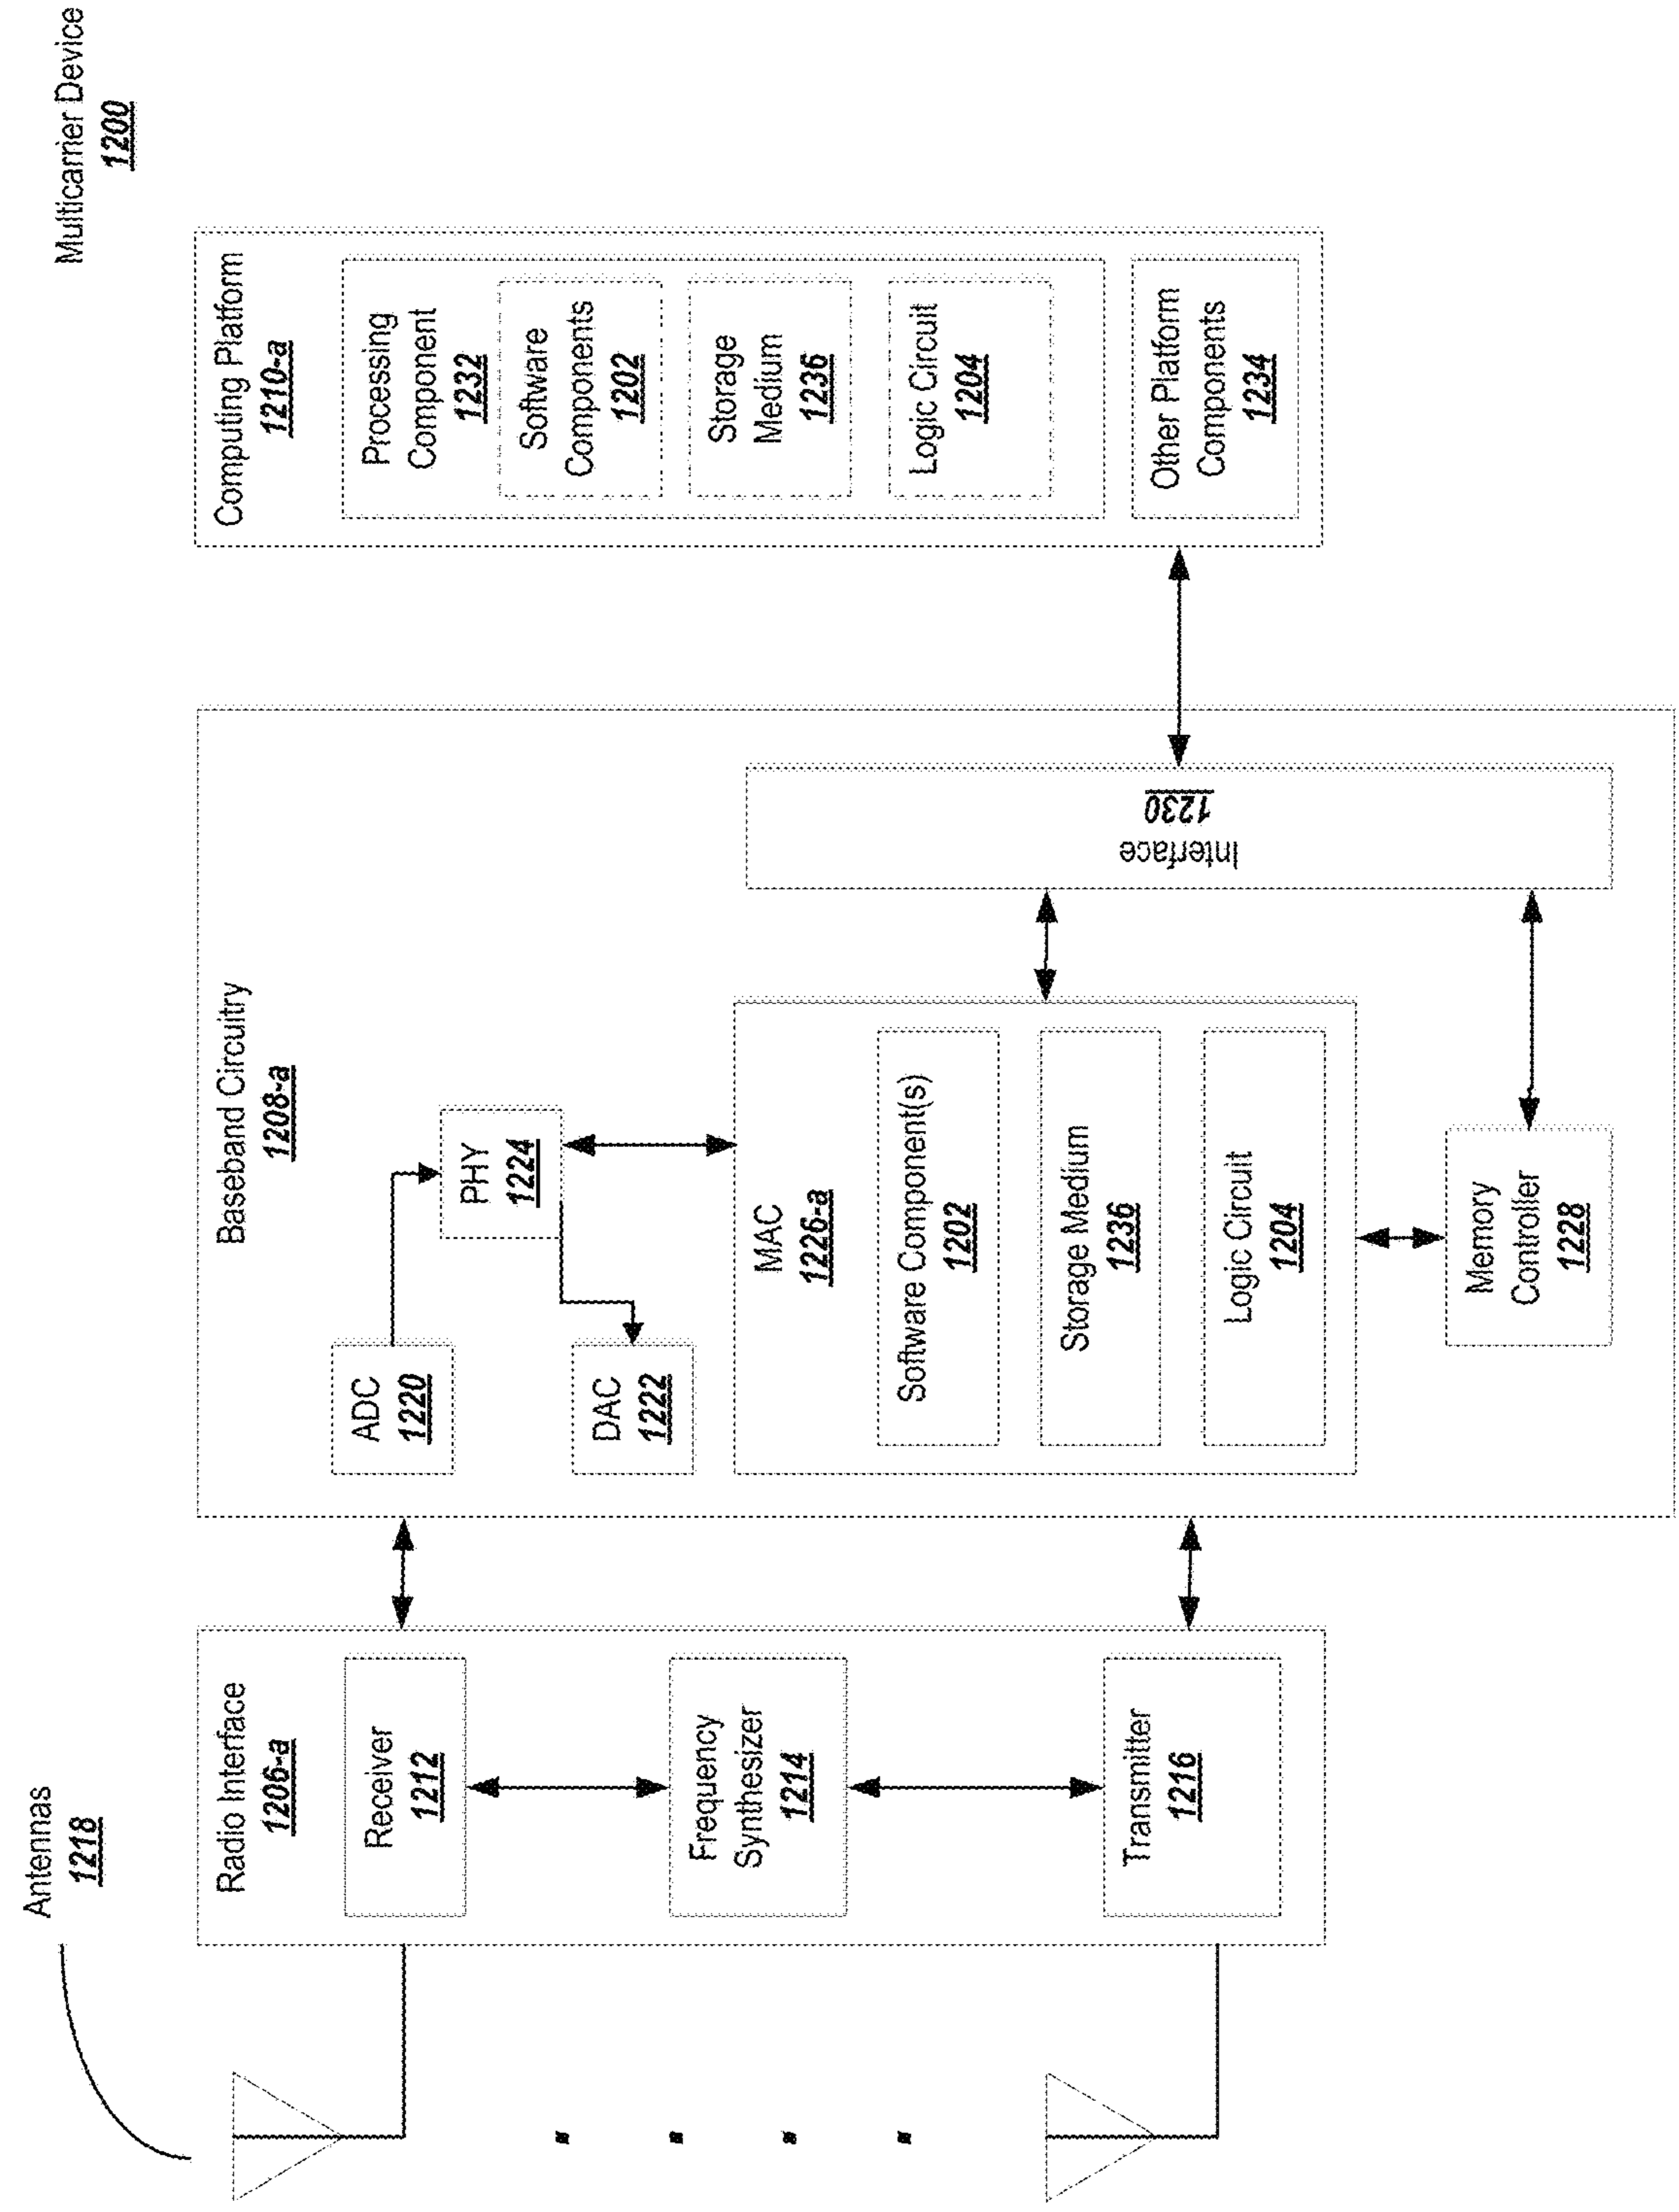 Multicarrier Device
1200
Antennas
1218
Radio Interface
1206-a
Receiver
1212
Frequency
Synthesizer
1214
Transmitter
1216
Baseband Circuitry
1208-a
ADC
1220
PHY
1224
DAC
1222
MAC
1226-a
Software Component(s)
1202
Storage Medium
1236
Logic Circuit
1204
Memory
Controller
1228
Interface
1230
Computing Platform
1210-a
Processing
Component
1232
Software
Components
1202
Storage
Medium
1236
Logic Circuit
1204
Other Platform
Components
1234